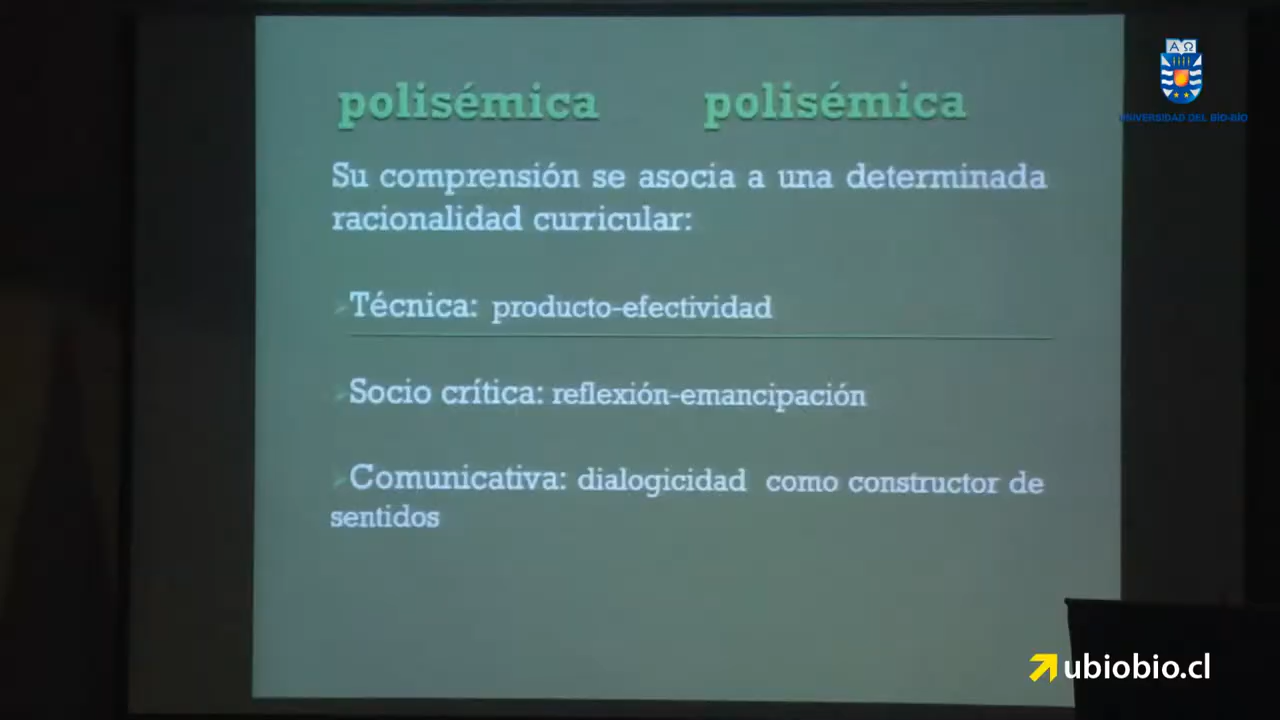 ΑΩ
UNIVERSIDAD DEL BÍO-BÍO
polisémica polisémica
Su comprensión se asocia a una determinada
racionalidad curricular:
Técnica: producto-efectividad
Socio crítica: reflexión-emancipación
Comunicativa: dialogicidad como constructor de
sentidos
ubiobio.cl